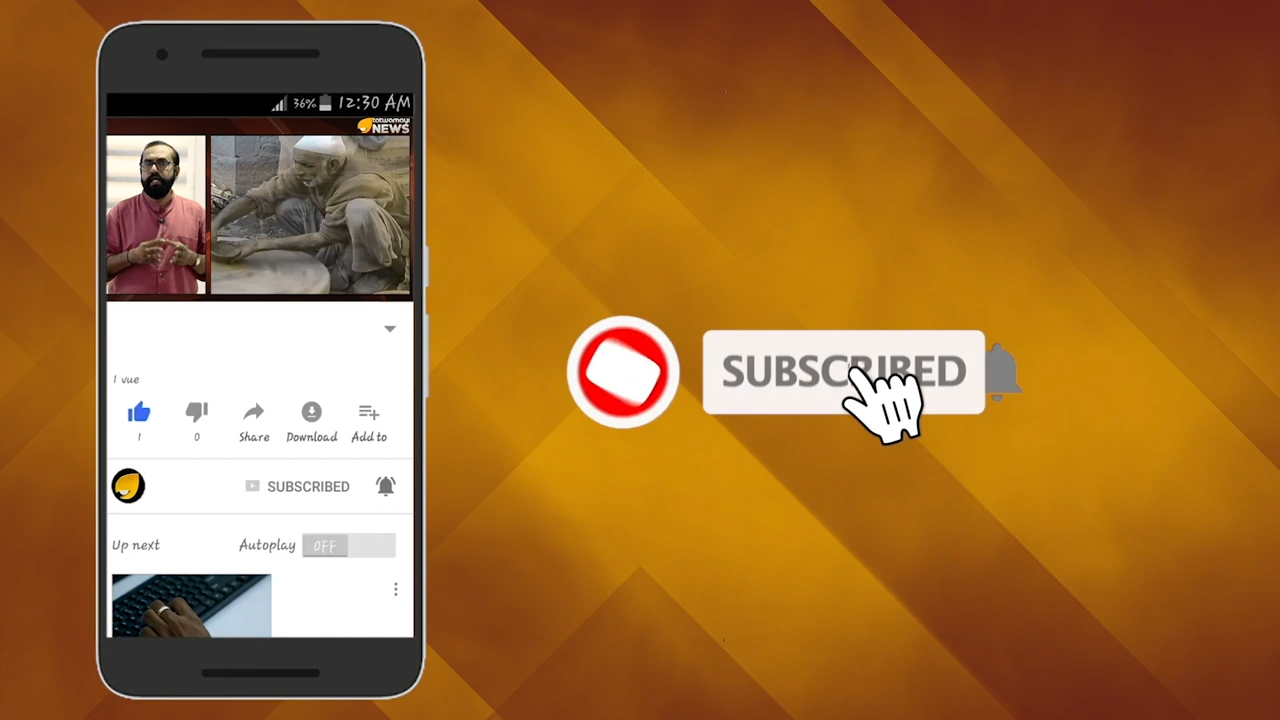 36% 12:30 AM
tatwamayi
NEWS
1 vue
1
0
Share
Download
Add to
SUBSCRIBED
Up next
Autoplay
OFF
SUBSCRIBED